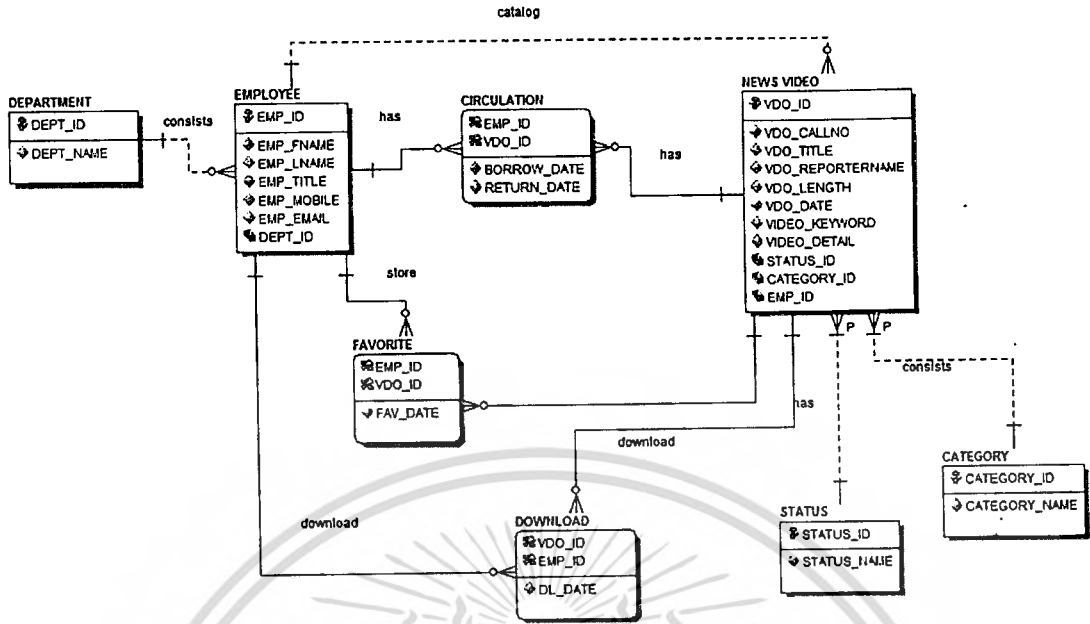 catalog
DEPARTMENT
DEPT_ID
DEPT_NAME
consists
EMPLOYEE
EMP_ID
EMP_FNAME
EMP_LNAME
EMP_TITLE
EMP_MOBILE
EMP_EMAIL
DEPT_ID
has
CIRCULATION
EMP_ID
VDO_ID
BORROW_DATE
RETURN_DATE
has
NEWS VIDEO
VDO_ID
VDO_CALLNO
VDO_TITLE
VDO_REPORTERNAME
VDO_LENGTH
VDO_DATE
VIDEO_KEYWORD
VIDEO_DETAIL
STATUS_ID
CATEGORY_ID
EMP_ID
store
FAVORITE
EMP_ID
VDO_ID
FAV_DATE
P
P
consists
has
download
CATEGORY
CATEGORY_ID
CATEGORY_NAME
STATUS
STATUS_ID
STATUS_NAME
download
DOWNLOAD
VDO_ID
EMP_ID
DL_DATE